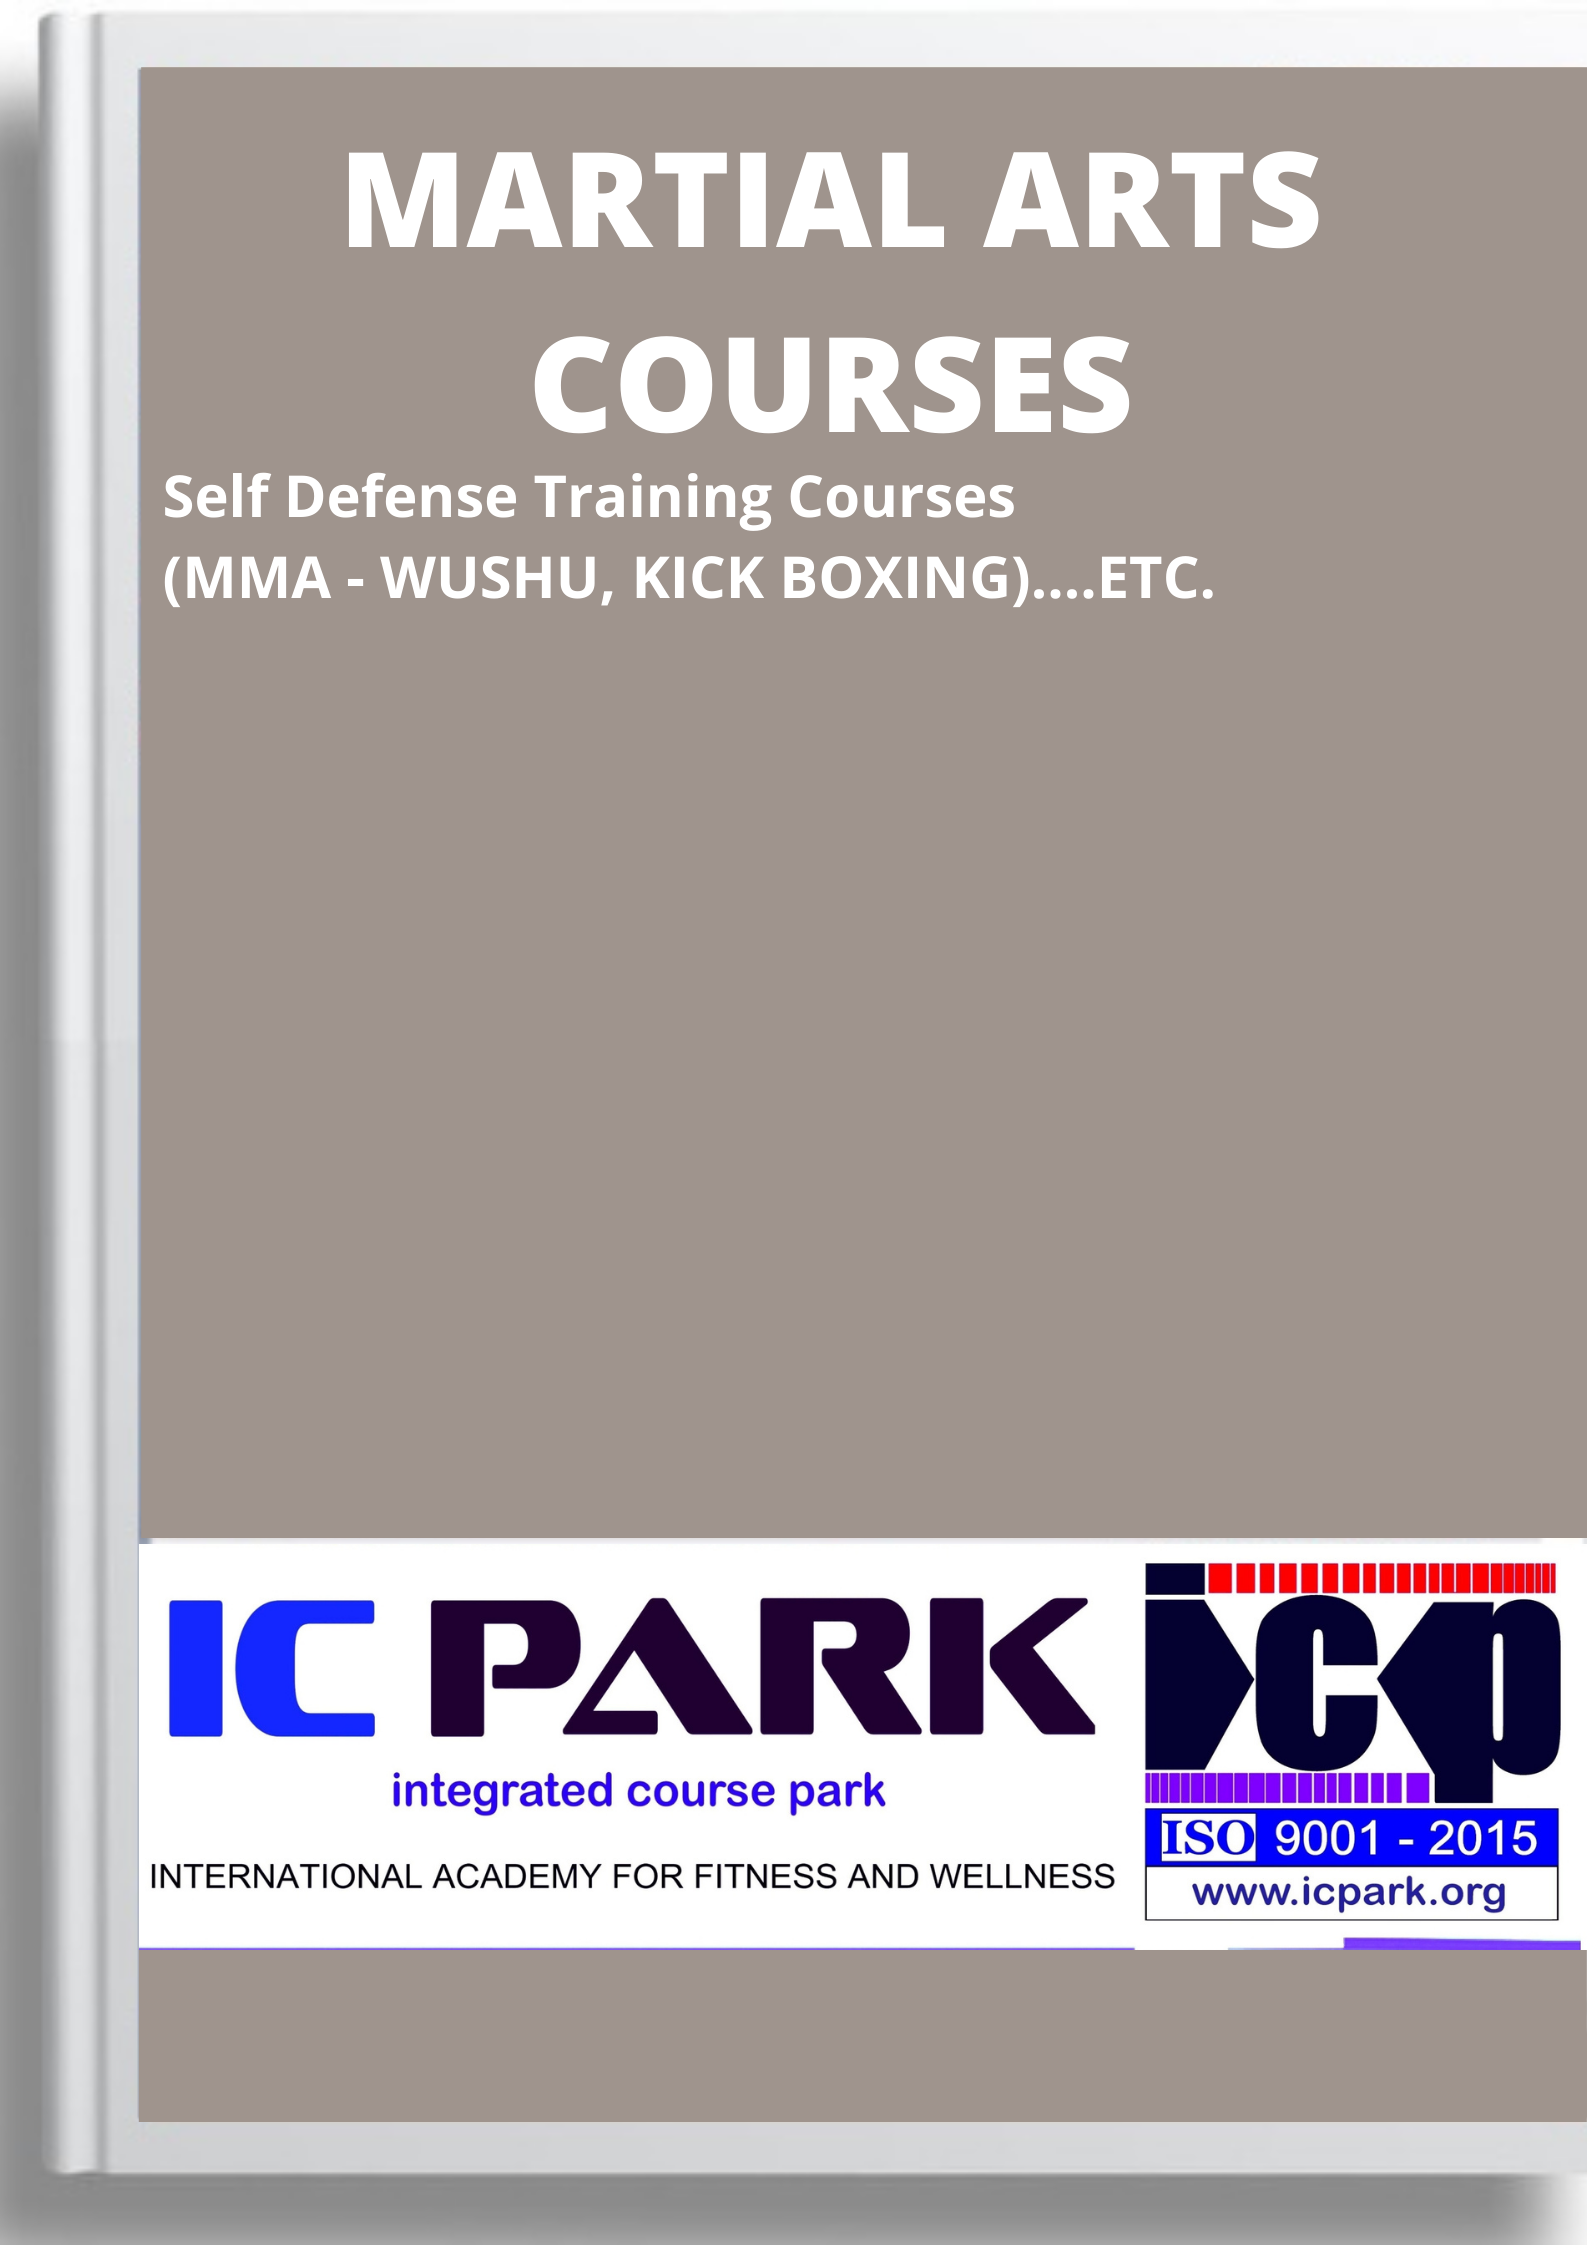 MARTIAL ARTS
COURSES
Self Defense Training Courses
(MMA - WUSHU, KICK BOXING)....ETC.
IC PARK
integrated course park
INTERNATIONAL ACADEMY FOR FITNESS AND WELLNESS
icp
ISO 9001 - 2015
www.icpark.org